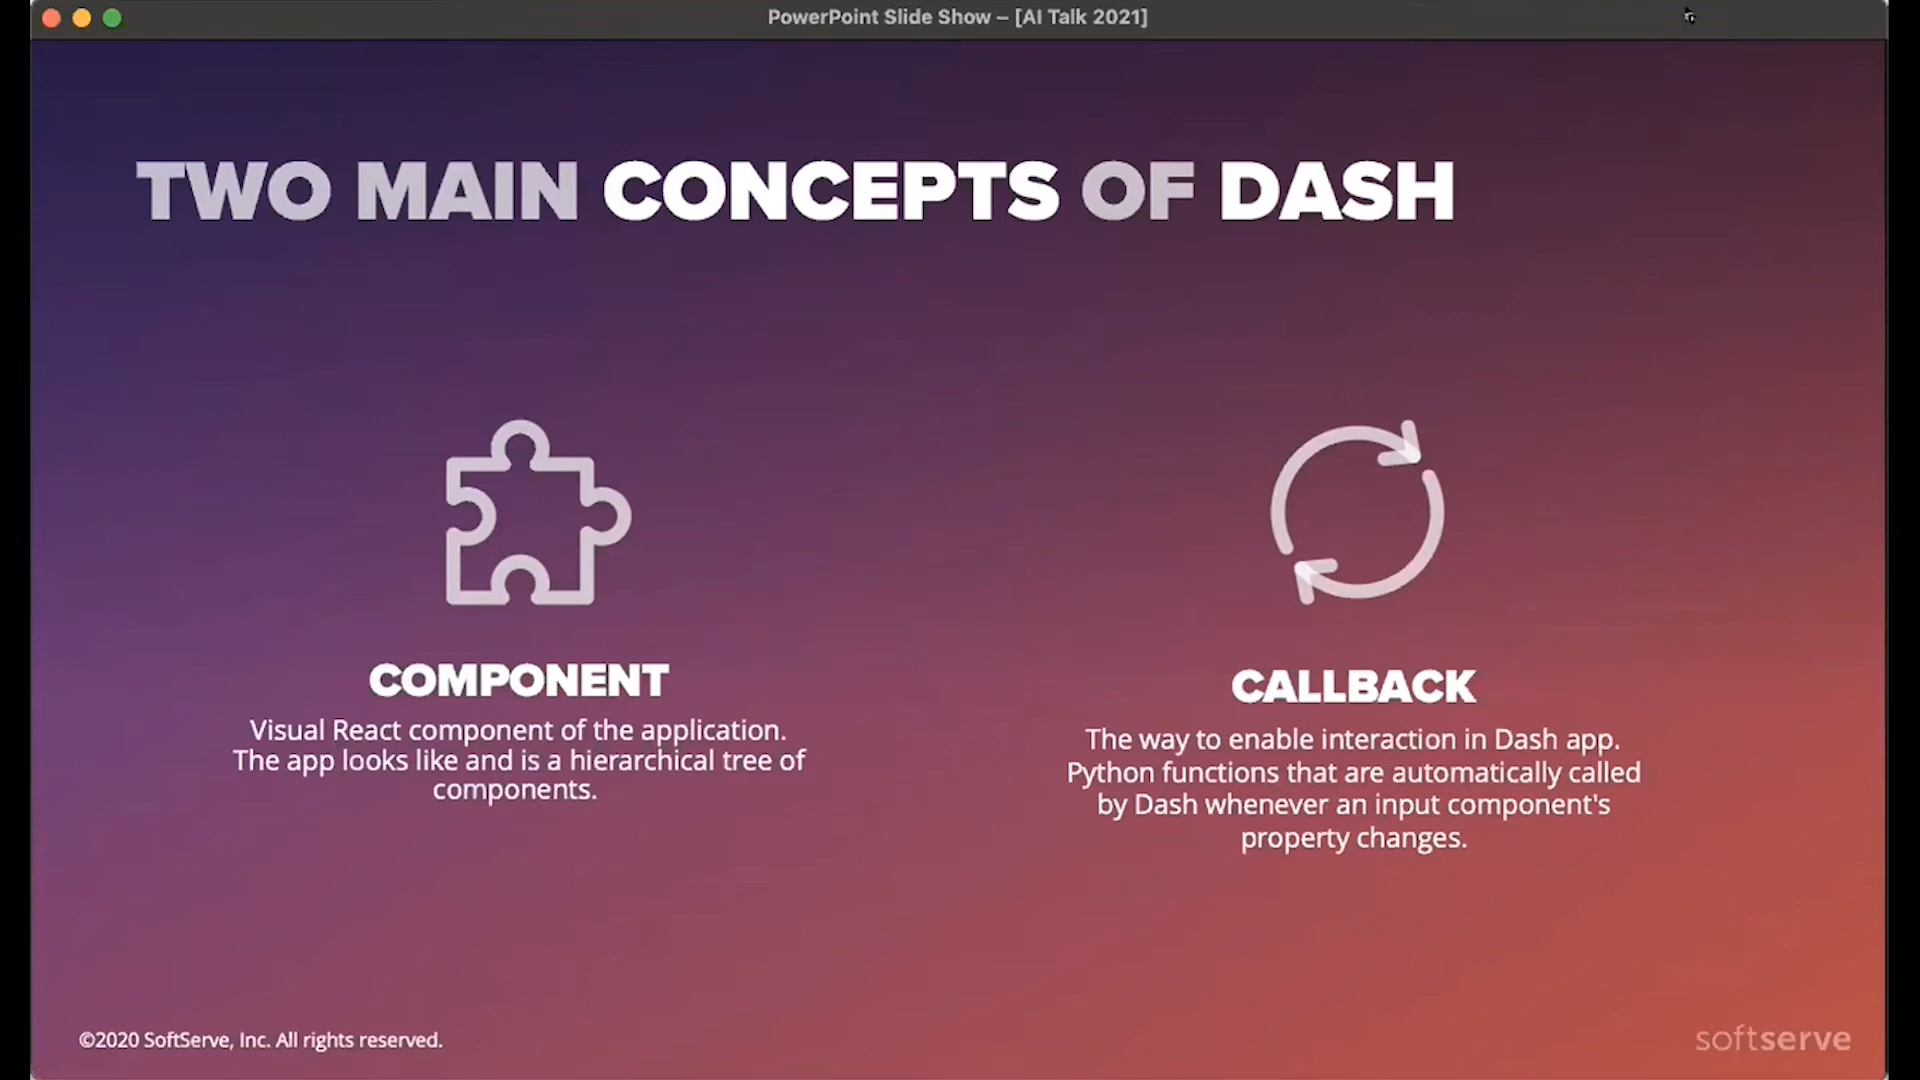 PowerPoint Slide Show – [AI Talk 2021]
TWO MAIN CONCEPTS OF DASH
COMPONENT
Visual React component of the application.
The app looks like and is a hierarchical tree of
components.
CALLBACK
The way to enable interaction in Dash app.
Python functions that are automatically called
by Dash whenever an input component's
property changes.
©2020 SoftServe, Inc. All rights reserved.
softserve